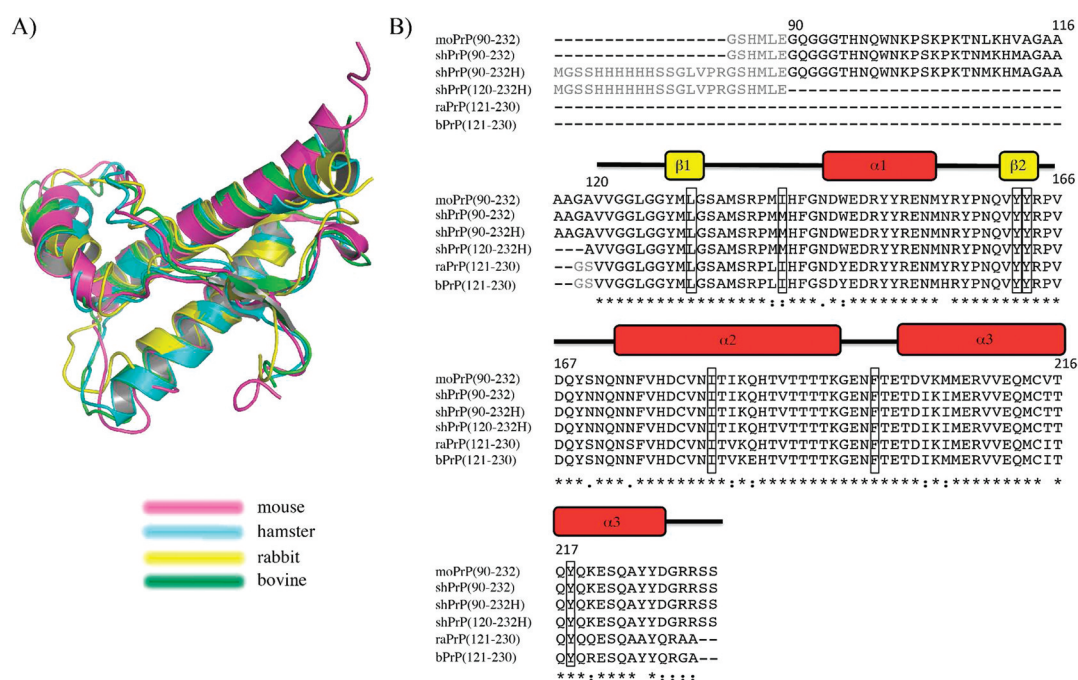 A)
mouse
hamster
rabbit
bovine
B)
90 116
moPrP(90-232) ----------------GSHMLEGQGGGTHNQWNKPSKPKTNLKHVAGAA
shPrP(90-232) ----------------GSHMLEGQGGGTHNQWNKPSKPKTNMKHMAGAA
shPrP(90-232H) MGSSHHHHHHSSGLVPRGSHMLEGQGGGTHNQWNKPSKPKTNMKHMAGAA
shPrP(120-232H) MGSSHHHHHHSSGLVPRGSHMLE---------------------------
raPrP(121-230) --------------------------------------------------
bPrP(121-230) --------------------------------------------------
β1 α1 β2
120 166
moPrP(90-232) AAGAVVGGLGGYMLGSAMSRPMIHFGNDWEDRYYRENMYRYPNQVYYRPV
shPrP(90-232) AAGAVVGGLGGYMLGSAMSRPMMHFGNDWEDRYYRENMNRYPNQVYYRPV
shPrP(90-232H) AAGAVVGGLGGYMLGSAMSRPMMHFGNDWEDRYYRENMNRYPNQVYYRPV
shPrP(120-232H) ---AVVGGLGGYMLGSAMSRPMMHFGNDWEDRYYRENMNRYPNQVYYRPV
raPrP(121-230) --GSVVGGLGGYMLGSAMSRPLIHFGNDYEDRYYRENMYRYPNQVYYRPV
bPrP(121-230) --GSVVGGLGGYMLGSAMSRPLIHFGSDYEDRYYRENMHRYPNQVYYRPV
*****************::***.*:********* ***********
α2 α3
167 216
moPrP(90-232) DQYSNQNNFVHDCVNITIKQHTVTTTTKGENFTETDVKMMERVVEQMCVT
shPrP(90-232) DQYNNQNNFVHDCVNITIKQHTVTTTTKGENFTETDIKIMERVVEQMCTT
shPrP(90-232H) DQYNNQNNFVHDCVNITIKQHTVTTTTKGENFTETDIKIMERVVEQMCTT
shPrP(120-232H) DQYNNQNNFVHDCVNITIKQHTVTTTTKGENFTETDIKIMERVVEQMCTT
raPrP(121-230) DQYSNQNSFVHDCVNITVKQHTVTTTTKGENFTETDIKIMERVVEQMCIT
bPrP(121-230) DQYSNQNNFVHDCVNITVKEHTVTTTTKGENFTETDIKMMERVVEQMCIT
***.***.*********:*:****************:*:********* *
α3
217
moPrP(90-232) QYQKESQAYYDGRRSS
shPrP(90-232) QYQKESQAYYDGRRSS
shPrP(90-232H) QYQKESQAYYDGRRSS
shPrP(120-232H) QYQKESQAYYDGRRSS
raPrP(121-230) QYQQESQAAYQRAA--
bPrP(121-230) QYQRESQAYYQRGA--
***:**** *:::